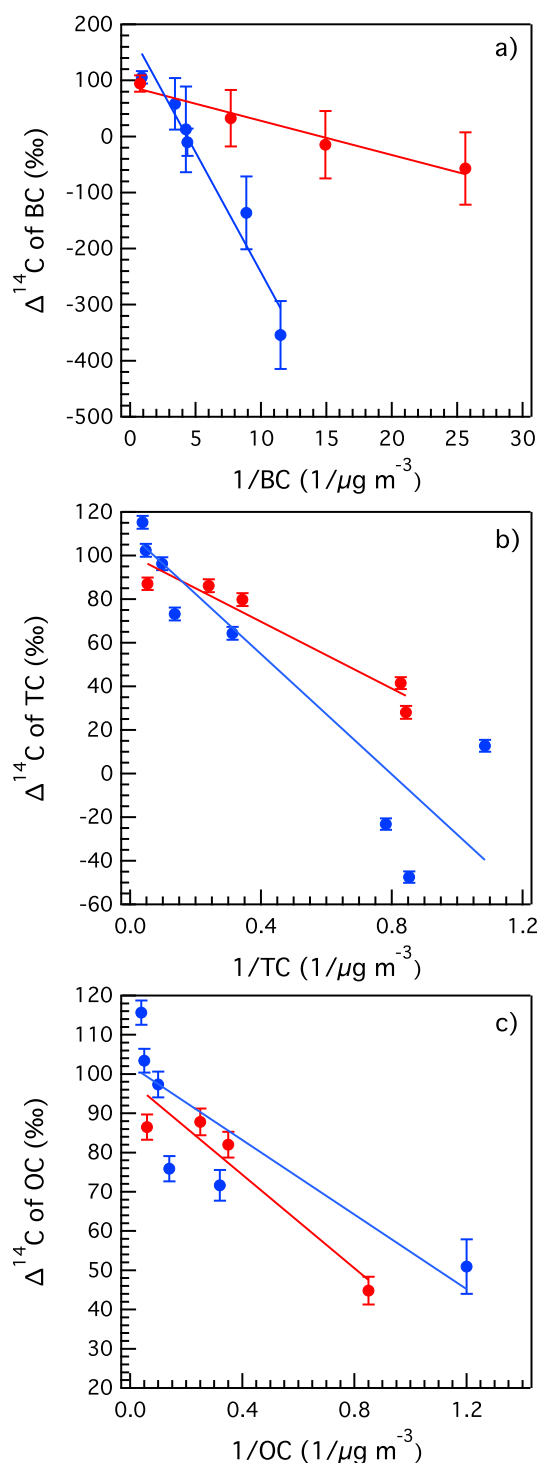 a)
200
100
0
-100
-200
-300
-400
-500
Δ¹⁴C of BC (‰)
0 5 10 15 20 25 30
1/BC (1/μg m⁻³)
b)
120
100
80
60
40
20
0
-20
-40
-60
Δ¹⁴C of TC (‰)
0.0 0.4 0.8 1.2
1/TC (1/μg m⁻³)
c)
120
110
100
90
80
70
60
50
40
30
20
Δ¹⁴C of OC (‰)
0.0 0.4 0.8 1.2
1/OC (1/μg m⁻³)